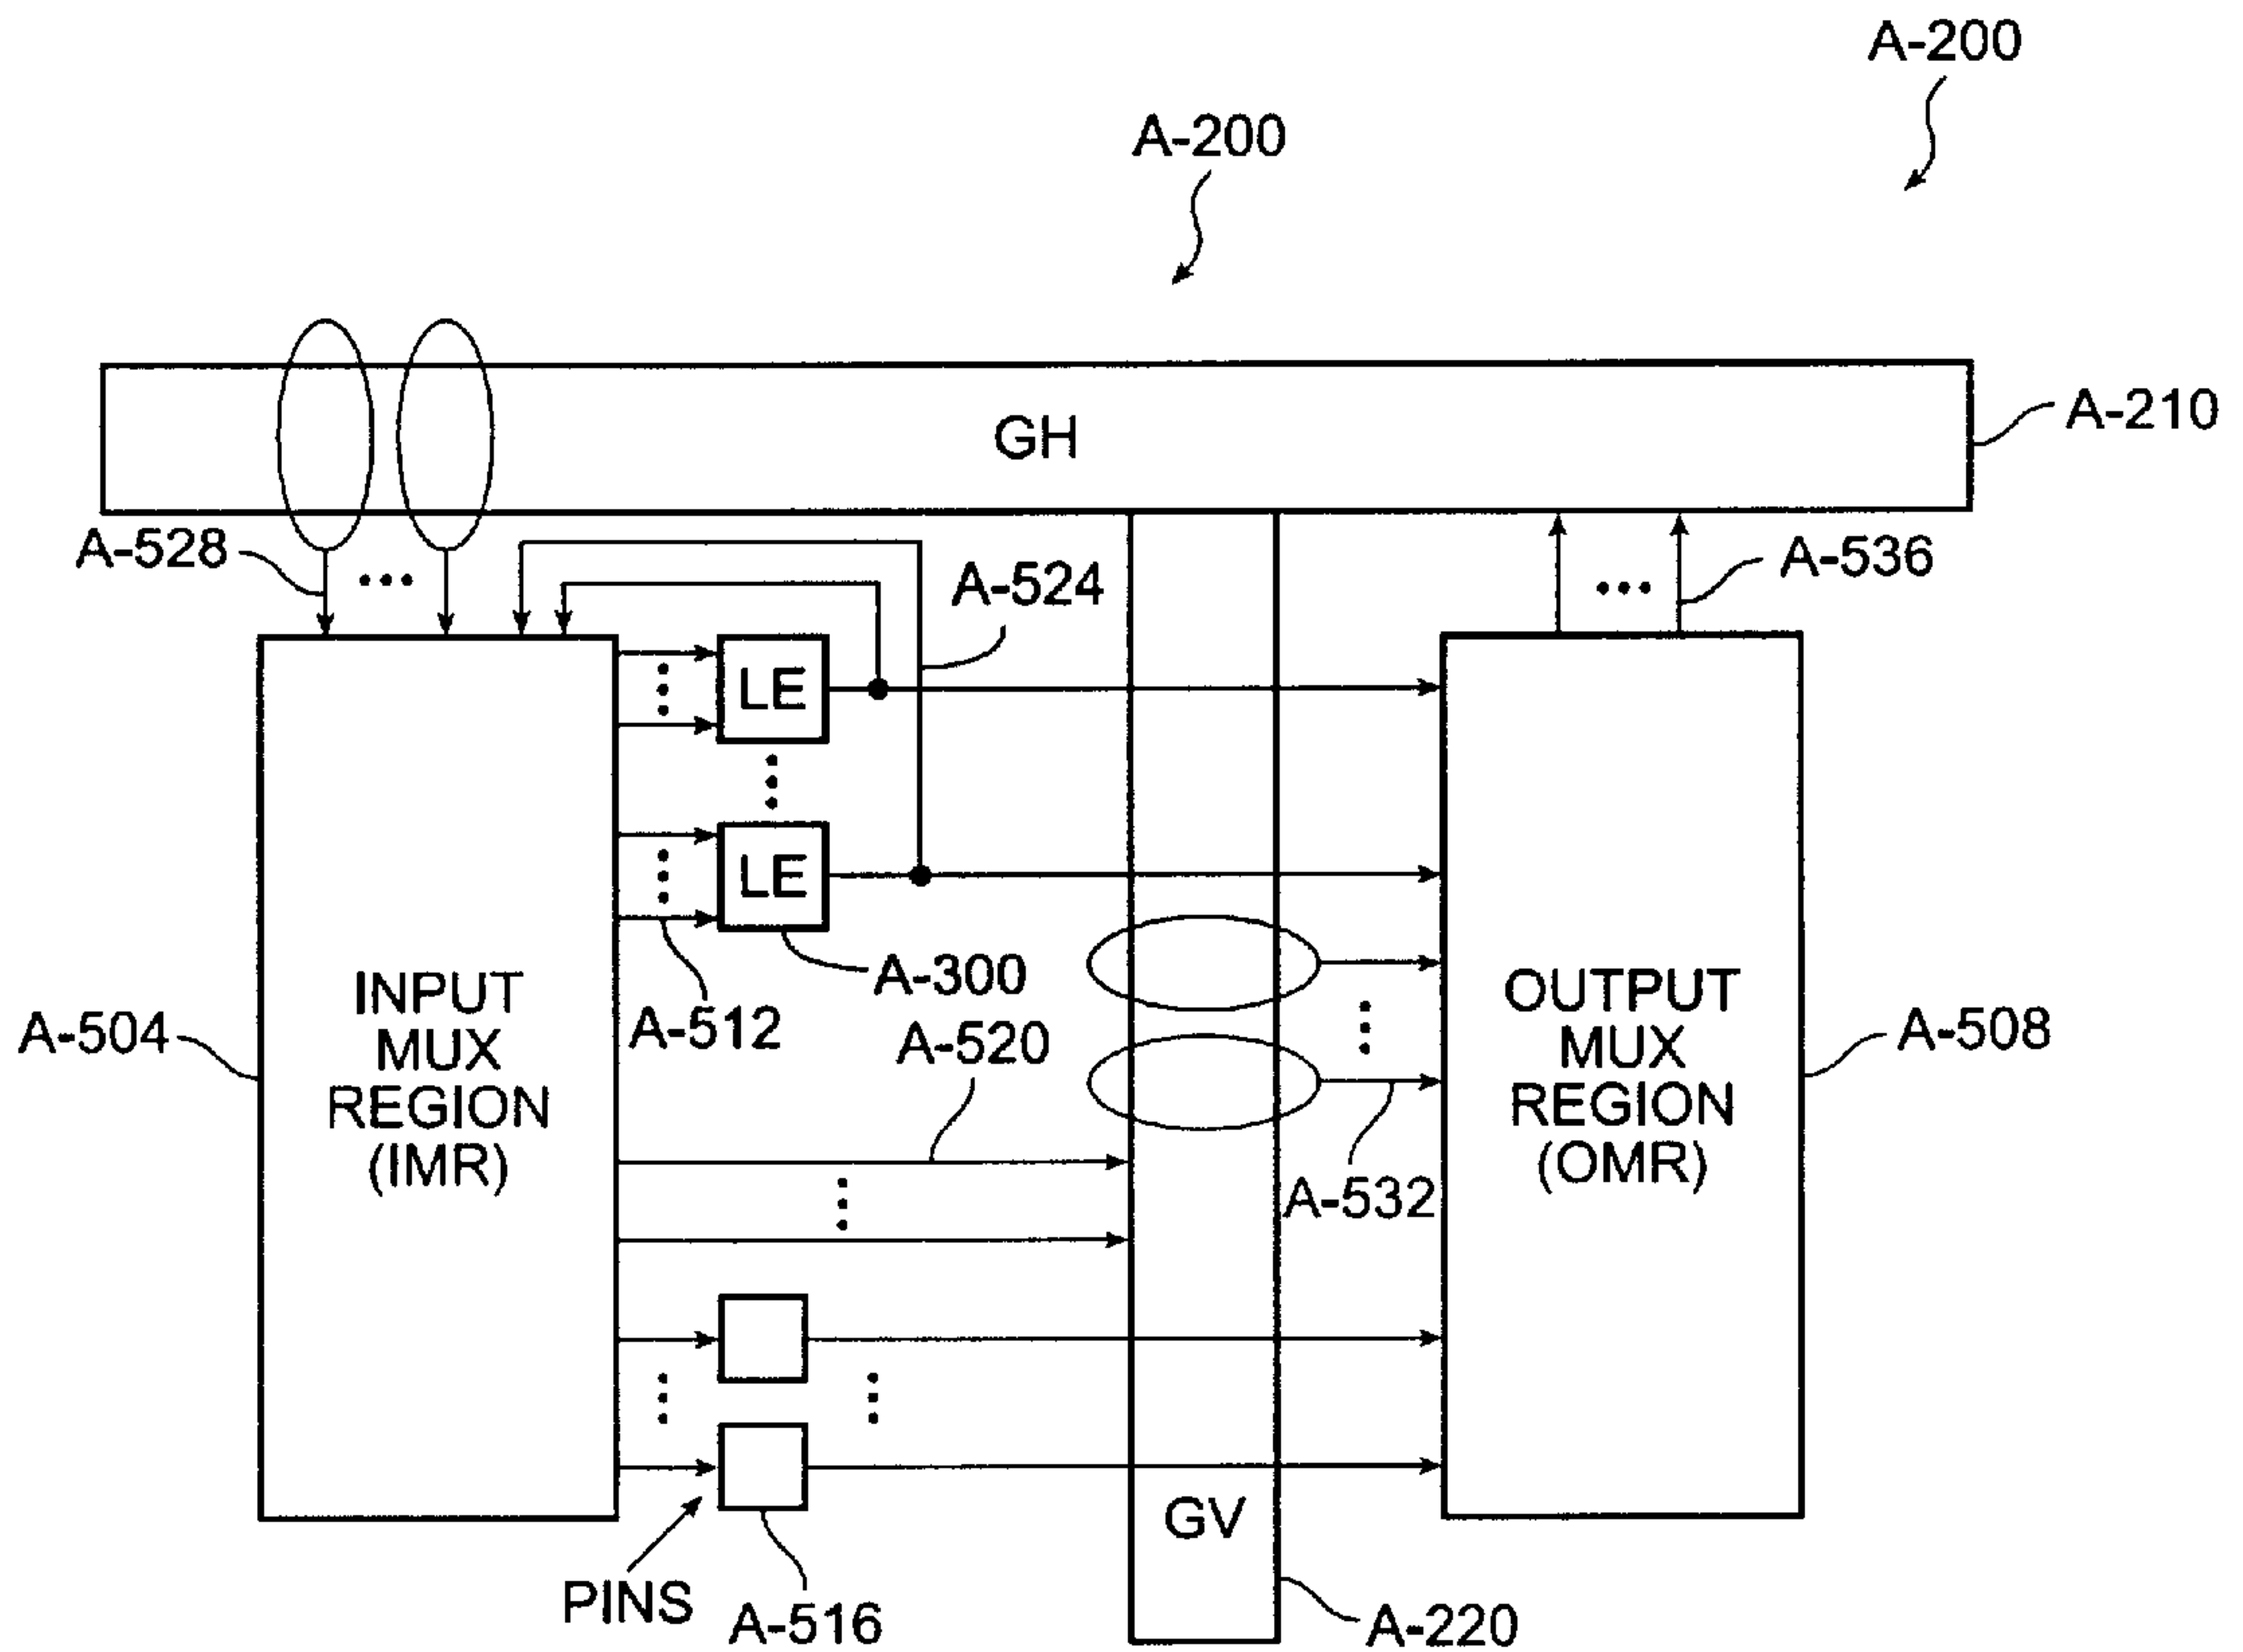 A-200
A-200
GH
A-210
A-528
A-524
A-536
LE
LE
A-300
A-512
A-520
INPUT
MUX
REGION
(IMR)
A-504
OUTPUT
MUX
REGION
(OMR)
A-508
A-532
GV
PINS
A-516
A-220